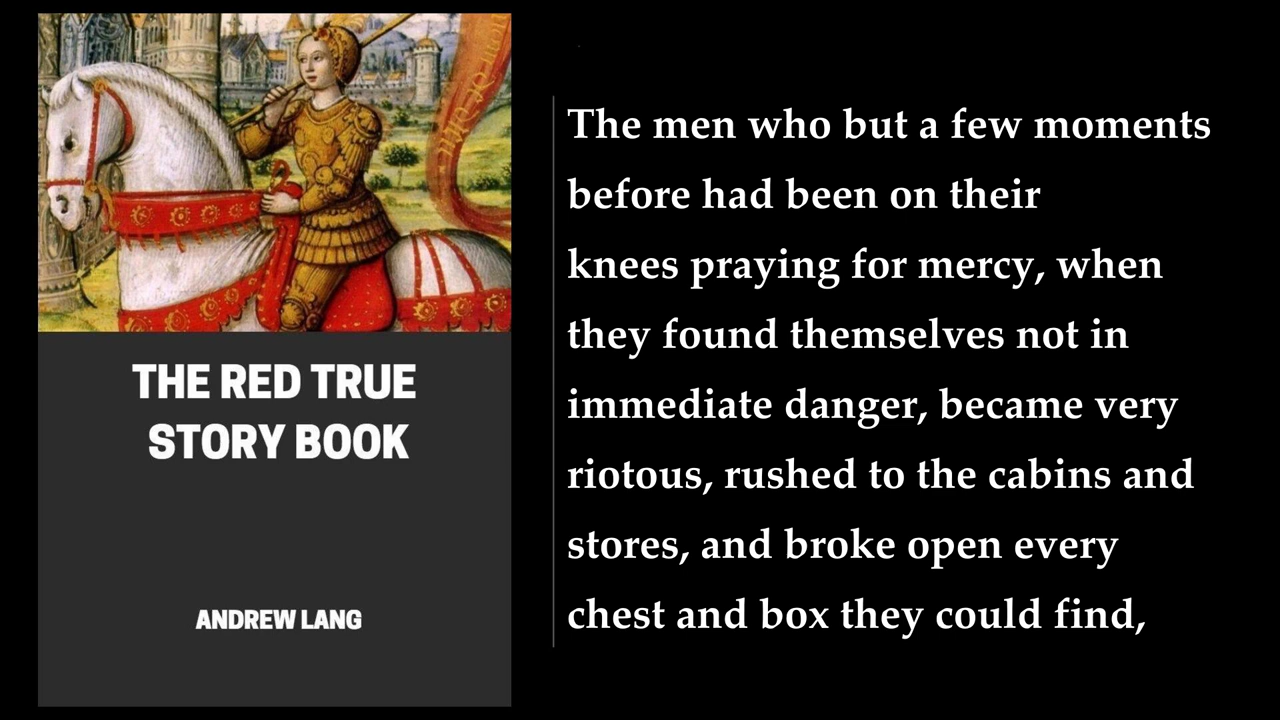 THE RED TRUE
STORY BOOK
ANDREW LANG
The men who but a few moments
before had been on their
knees praying for mercy, when
they found themselves not in
immediate danger, became very
riotous, rushed to the cabins and
stores, and broke open every
chest and box they could find,